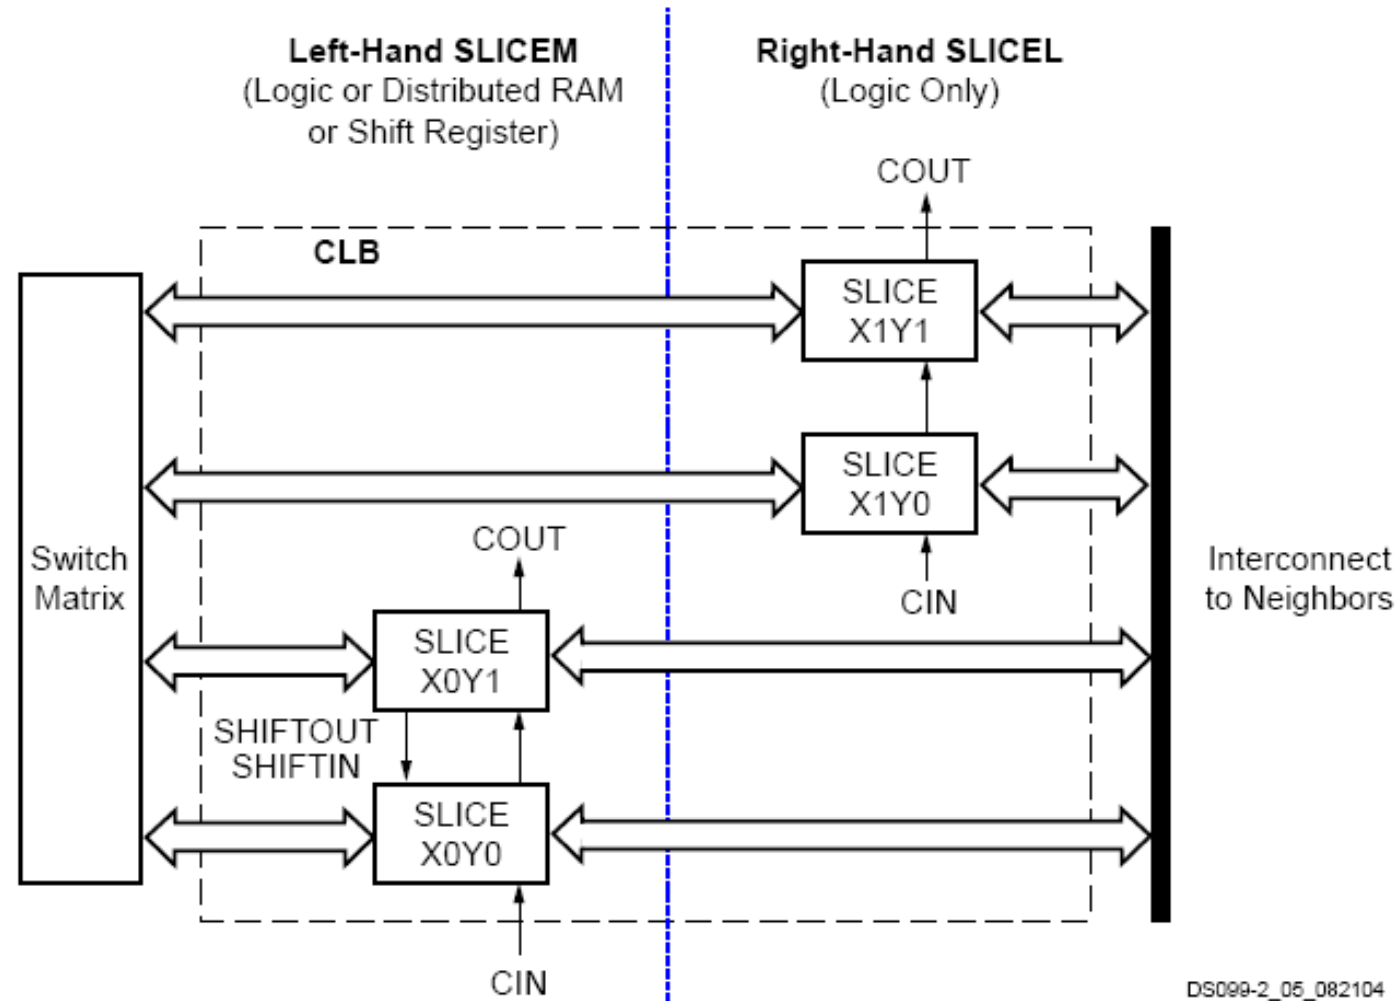 Left-Hand SLICEM
(Logic or Distributed RAM
or Shift Register)
Right-Hand SLICEL
(Logic Only)
COUT
CLB
SLICE
X1Y1
SLICE
X1Y0
COUT
CIN
Switch
Matrix
Interconnect
to Neighbors
SLICE
X0Y1
SHIFTOUT
SHIFTIN
SLICE
X0Y0
CIN
DS099-2_05_082104